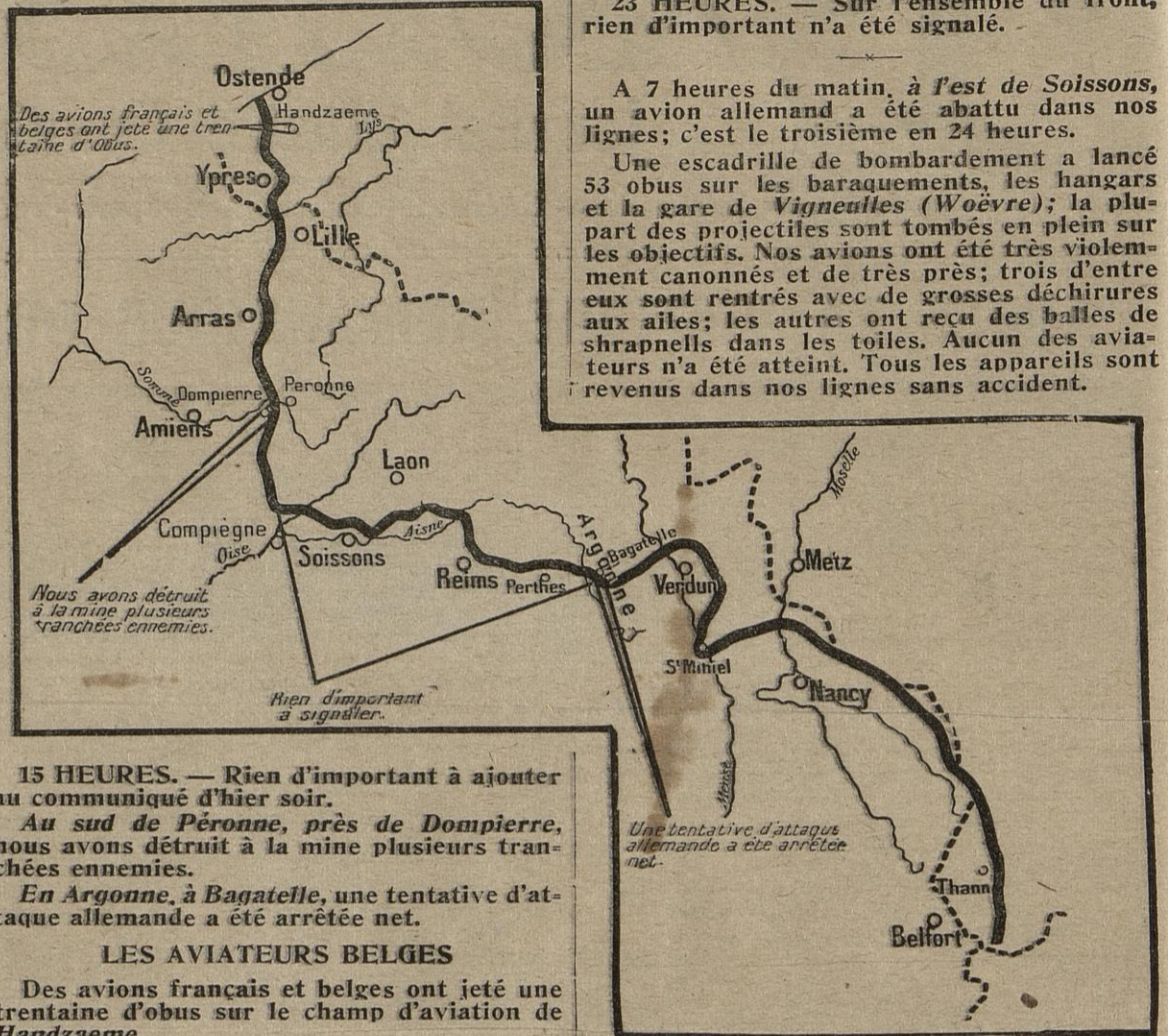 23 HEURES. — Sur l'ensemble du front,
rien d'important n'a été signalé.
A 7 heures du matin, à l'est de Soissons,
un avion allemand a été abattu dans nos
lignes; c'est le troisième en 24 heures.
Une escadrille de bombardement a lancé
53 obus sur les baraquements, les hangars
et la gare de Vigneulles (Woëvre); la plu=
part des projectiles sont tombés en plein sur
les objectifs. Nos avions ont été très violem=
ment canonnés et de très près; trois d'entre
eux sont rentrés avec de grosses déchirures
aux ailes; les autres ont reçu des balles de
shrapnells dans les toiles. Aucun des avia=
teurs n'a été atteint. Tous les appareils sont
revenus dans nos lignes sans accident.
Ostende
Handzaeme
Des avions français et
belges ont jeté une tren-
taine d'Obus.
Lys
Ypres
Lille
Arras
Somme
Dompierre
Peronne
Amiens
Laon
Compiègne
Oise
Soissons
Aisne
Reims
Perthes
Argonne
Bagatelle
Verdun
Moselle
Metz
St Mihiel
Nancy
Meuse
Thann
Belfort
Nous avons détruit
à la mine plusieurs
tranchées ennemies.
Rien d'important
à signaler.
Une tentative d'attaque
allemande a été arrêtée
net.
15 HEURES. — Rien d'important à ajouter
au communiqué d'hier soir.
Au sud de Péronne, près de Dompierre,
nous avons détruit à la mine plusieurs tran=
chées ennemies.
En Argonne, à Bagatelle, une tentative d'at=
taque allemande a été arrêtée net.
LES AVIATEURS BELGES
Des avions français et belges ont jeté une
trentaine d'obus sur le champ d'aviation de
Handzaeme.